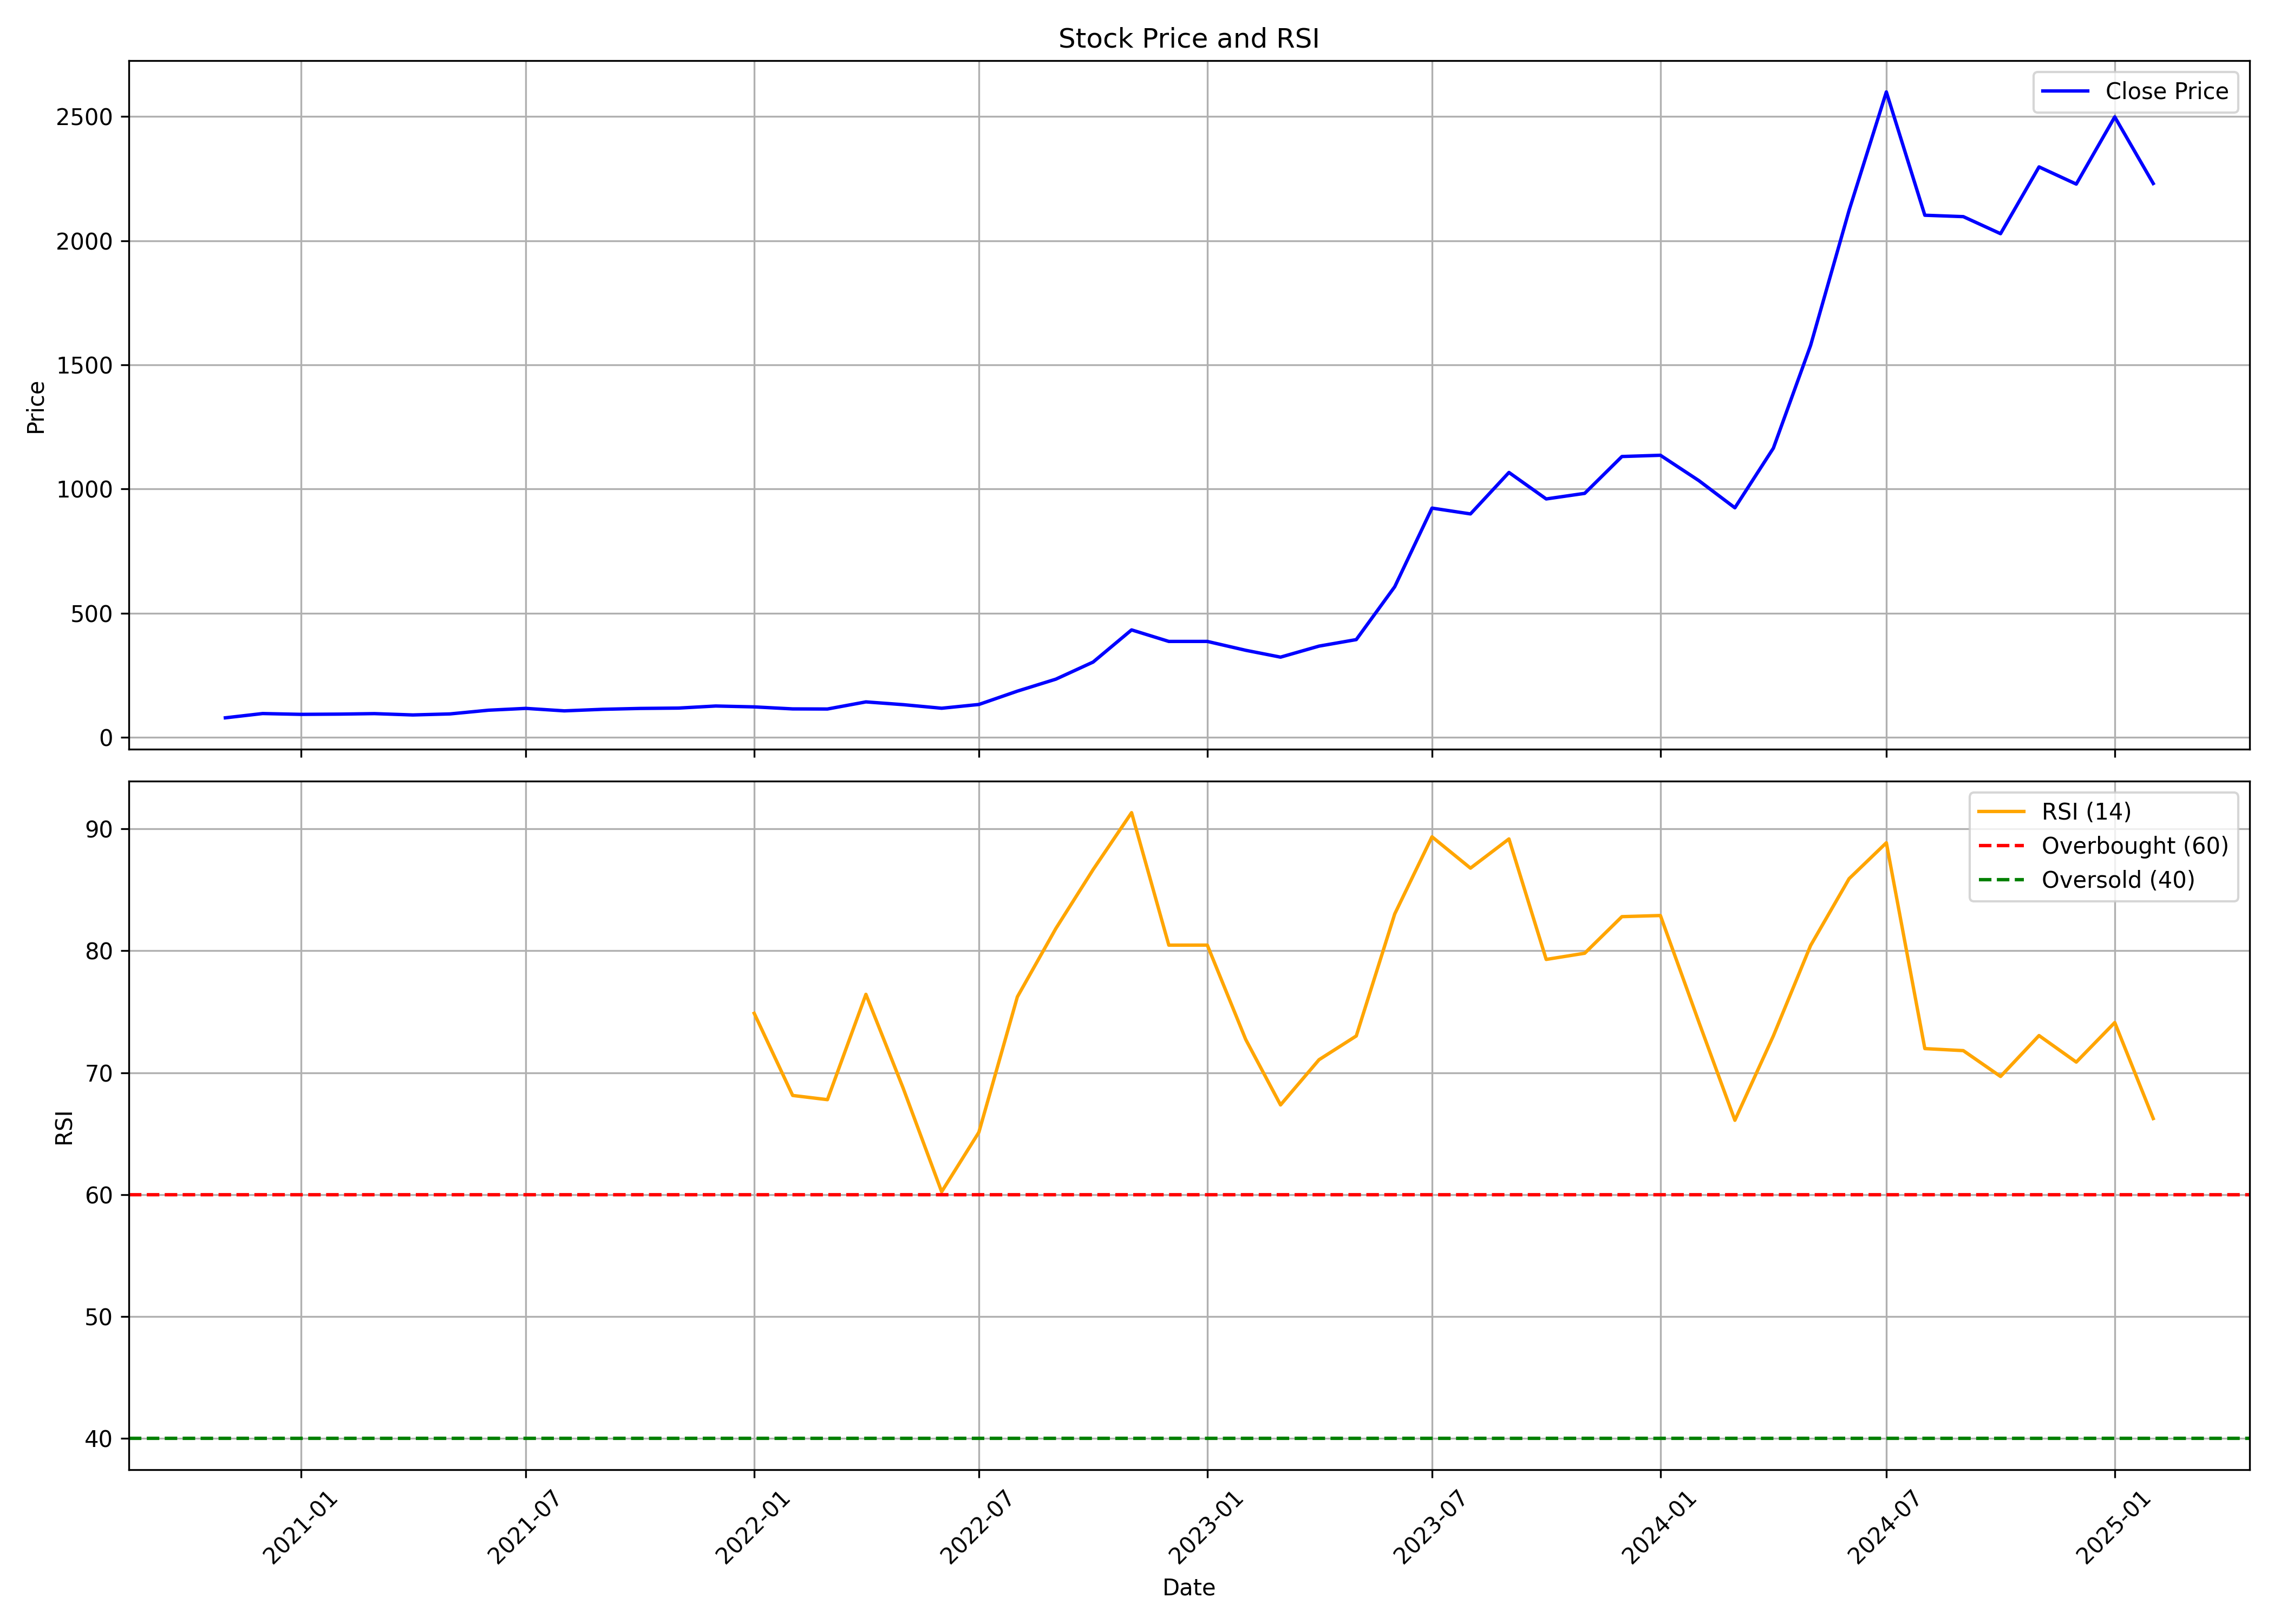 Stock Price and RSI
Close Price
2500
2000
1500
1000
500
0
Price
RSI (14)
Overbought (60)
Oversold (40)
90
80
70
60
50
40
RSI
2021-01
2021-07
2022-01
2022-07
2023-01
2023-07
2024-01
2024-07
2025-01
Date